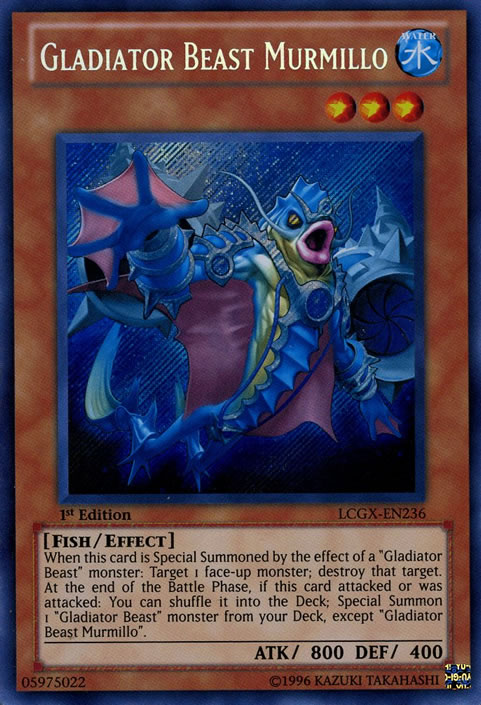 GLADIATOR BEAST MURMILLO
WATER
水
1st Edition
LCGX-EN236
[FISH/EFFECT]
When this card is Special Summoned by the effect of a "Gladiator
Beast" monster: Target 1 face-up monster; destroy that target.
At the end of the Battle Phase, if this card attacked or was
attacked: You can shuffle it into the Deck; Special Summon
1 "Gladiator Beast" monster from your Deck, except "Gladiator
Beast Murmillo".
ATK/ 800 DEF/ 400
05975022
©1996 KAZUKI TAKAHASHI